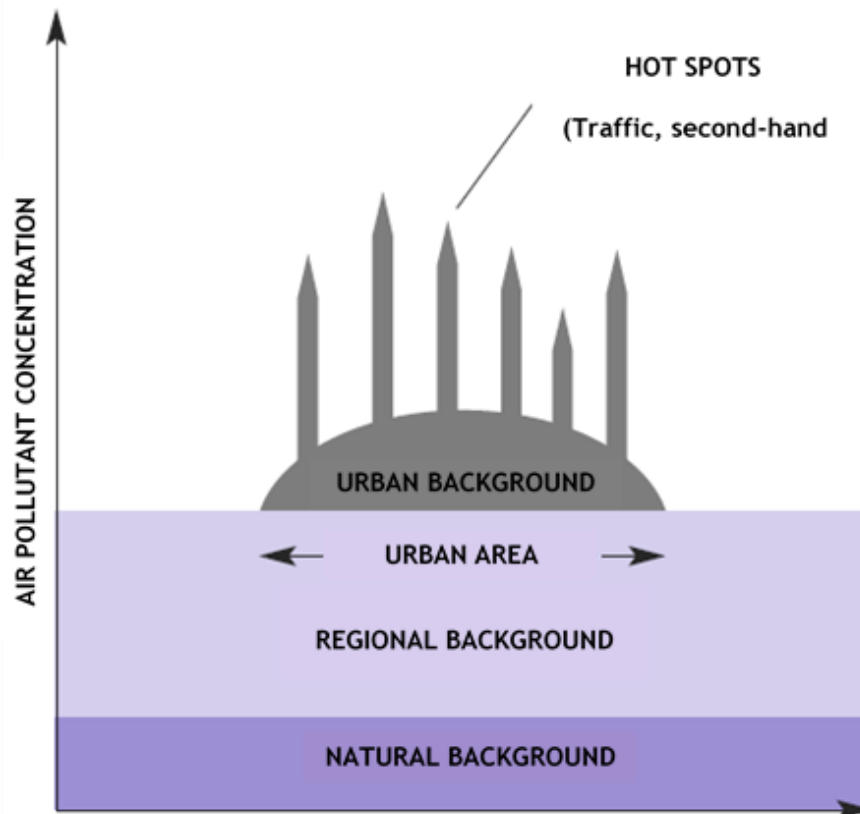 HOT SPOTS
(Traffic, second-hand
AIR POLLUTANT CONCENTRATION
URBAN BACKGROUND
URBAN AREA
REGIONAL BACKGROUND
NATURAL BACKGROUND